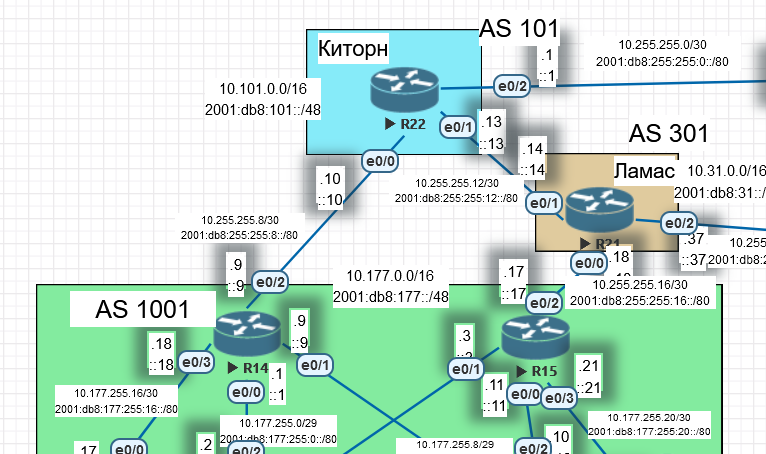 AS 101
Киторн
.1
::1
10.255.255.0/30
2001:db8:255:255:0::/80
e0/2
10.101.0.0/16
2001:db8:101::/48
R22
e0/1
.13
::13
AS 301
e0/0
.14
::14
Ламас
10.31.0.0/16
2001:db8:31::/
.10
::10
10.255.255.12/30
2001:db8:255:255:12::/80
e0/1
e0/2
10.255.255.8/30
2001:db8:255:255:8::/80
R21
.37
::37
10.255
2001:db8:2
.9
::9
e0/0
.18
10.177.0.0/16
2001:db8:177::/48
.17
::17
e0/2
10.255.255.16/30
2001:db8:255:255:16::/80
e0/2
AS 1001
.9
::9
.18
::18
.3
e0/3
R14
e0/1
e0/1
R15
.21
::21
.1
::1
e0/0
.11
::11
e0/0
e0/3
10.177.255.16/30
2001:db8:177:255:16::/80
10.177.255.0/29
2001:db8:177:255:0::/80
10.177.255.20/30
2001:db8:177:255:20::/80
.17
e0/0
.2
e0/2
10.177.255.8/29
e0/2
10